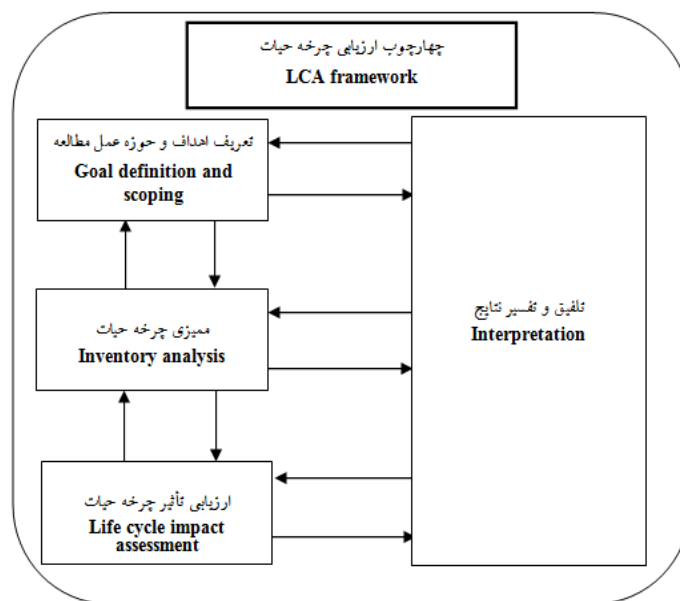 چهارچوب ارزیابی چرخه حیات
LCA framework
تعریف اهداف و حوزه عمل مطالعه
Goal definition and
scoping
ممیزی چرخه حیات
Inventory analysis
ارزیابی تأثیر چرخه حیات
Life cycle impact
assessment
تلفیق و تفسیر نتایج
Interpretation